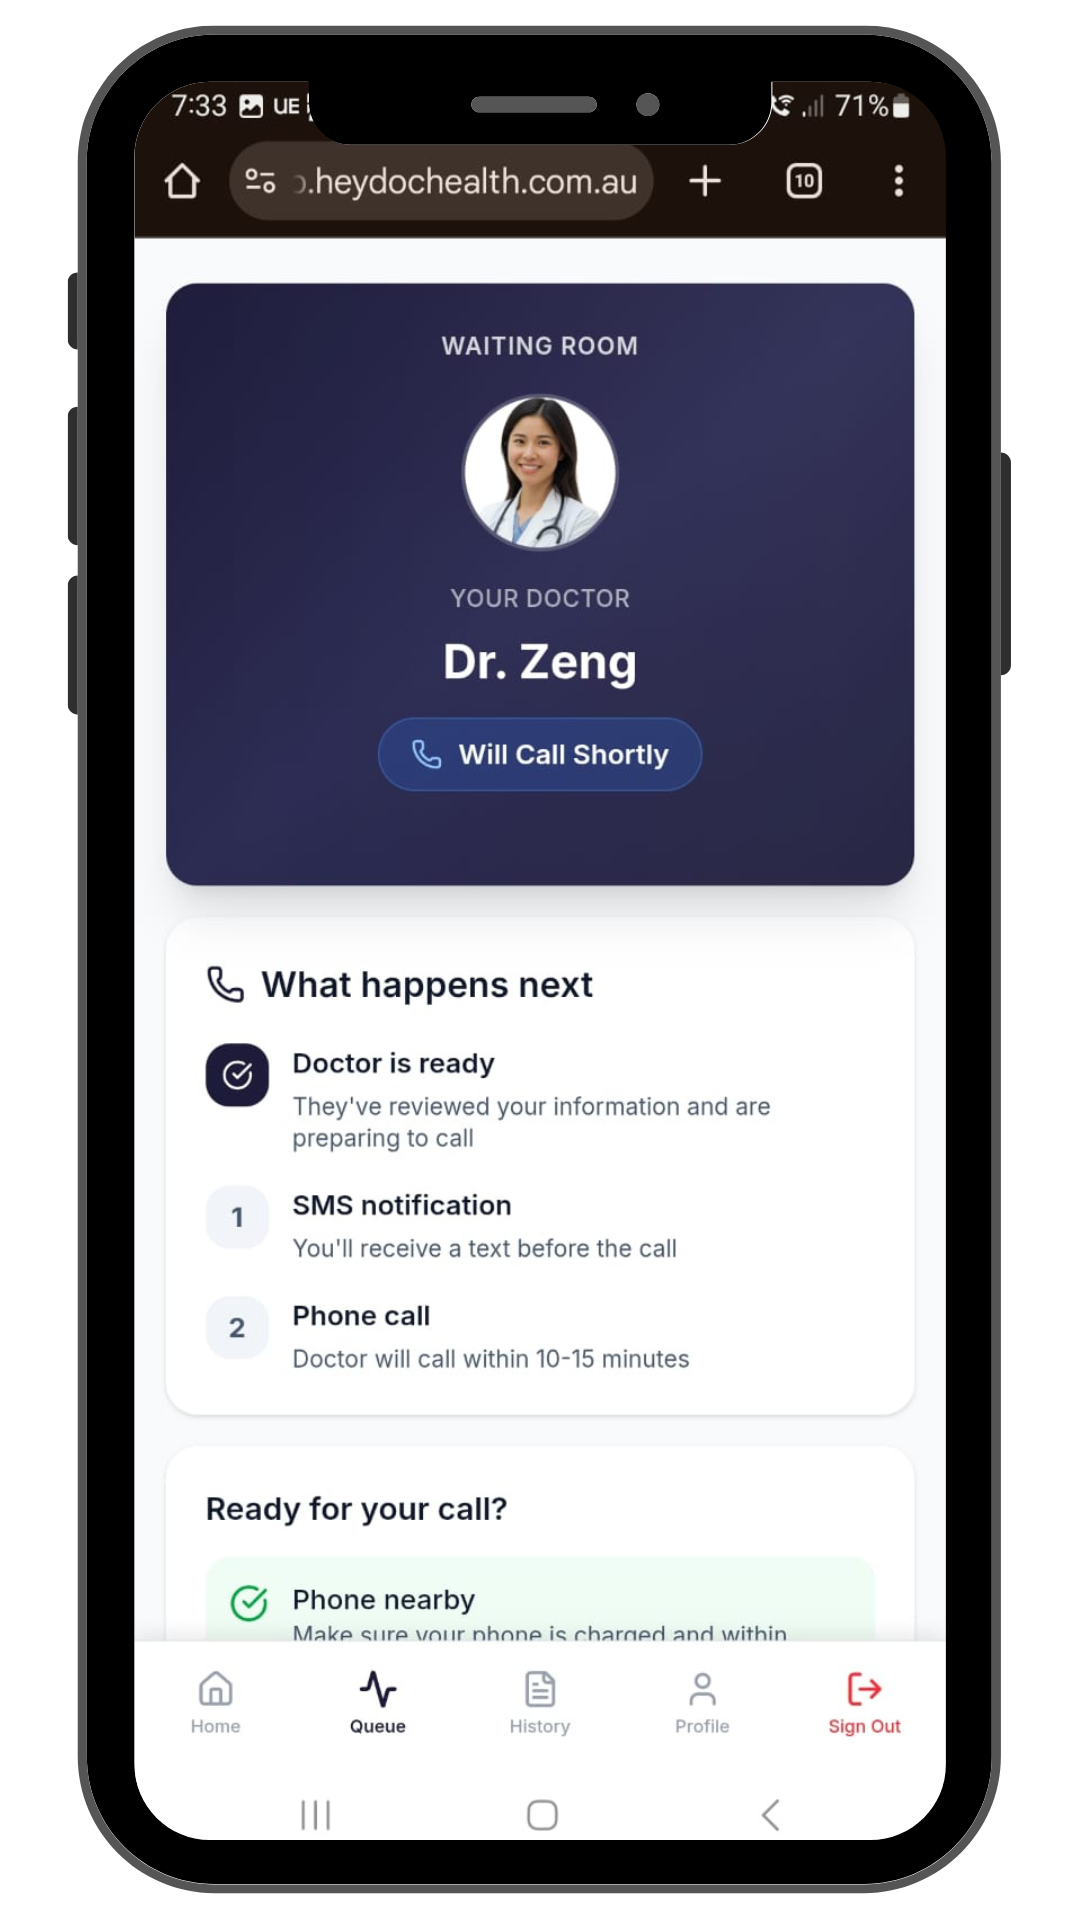 7:33 UE 71%
.heydochealth.com.au 10
WAITING ROOM
YOUR DOCTOR
Dr. Zeng
Will Call Shortly
What happens next
Doctor is ready
They've reviewed your information and are
preparing to call
1 SMS notification
You'll receive a text before the call
2 Phone call
Doctor will call within 10-15 minutes
Ready for your call?
Phone nearby
Make sure your phone is charged and within
Home Queue History Profile Sign Out